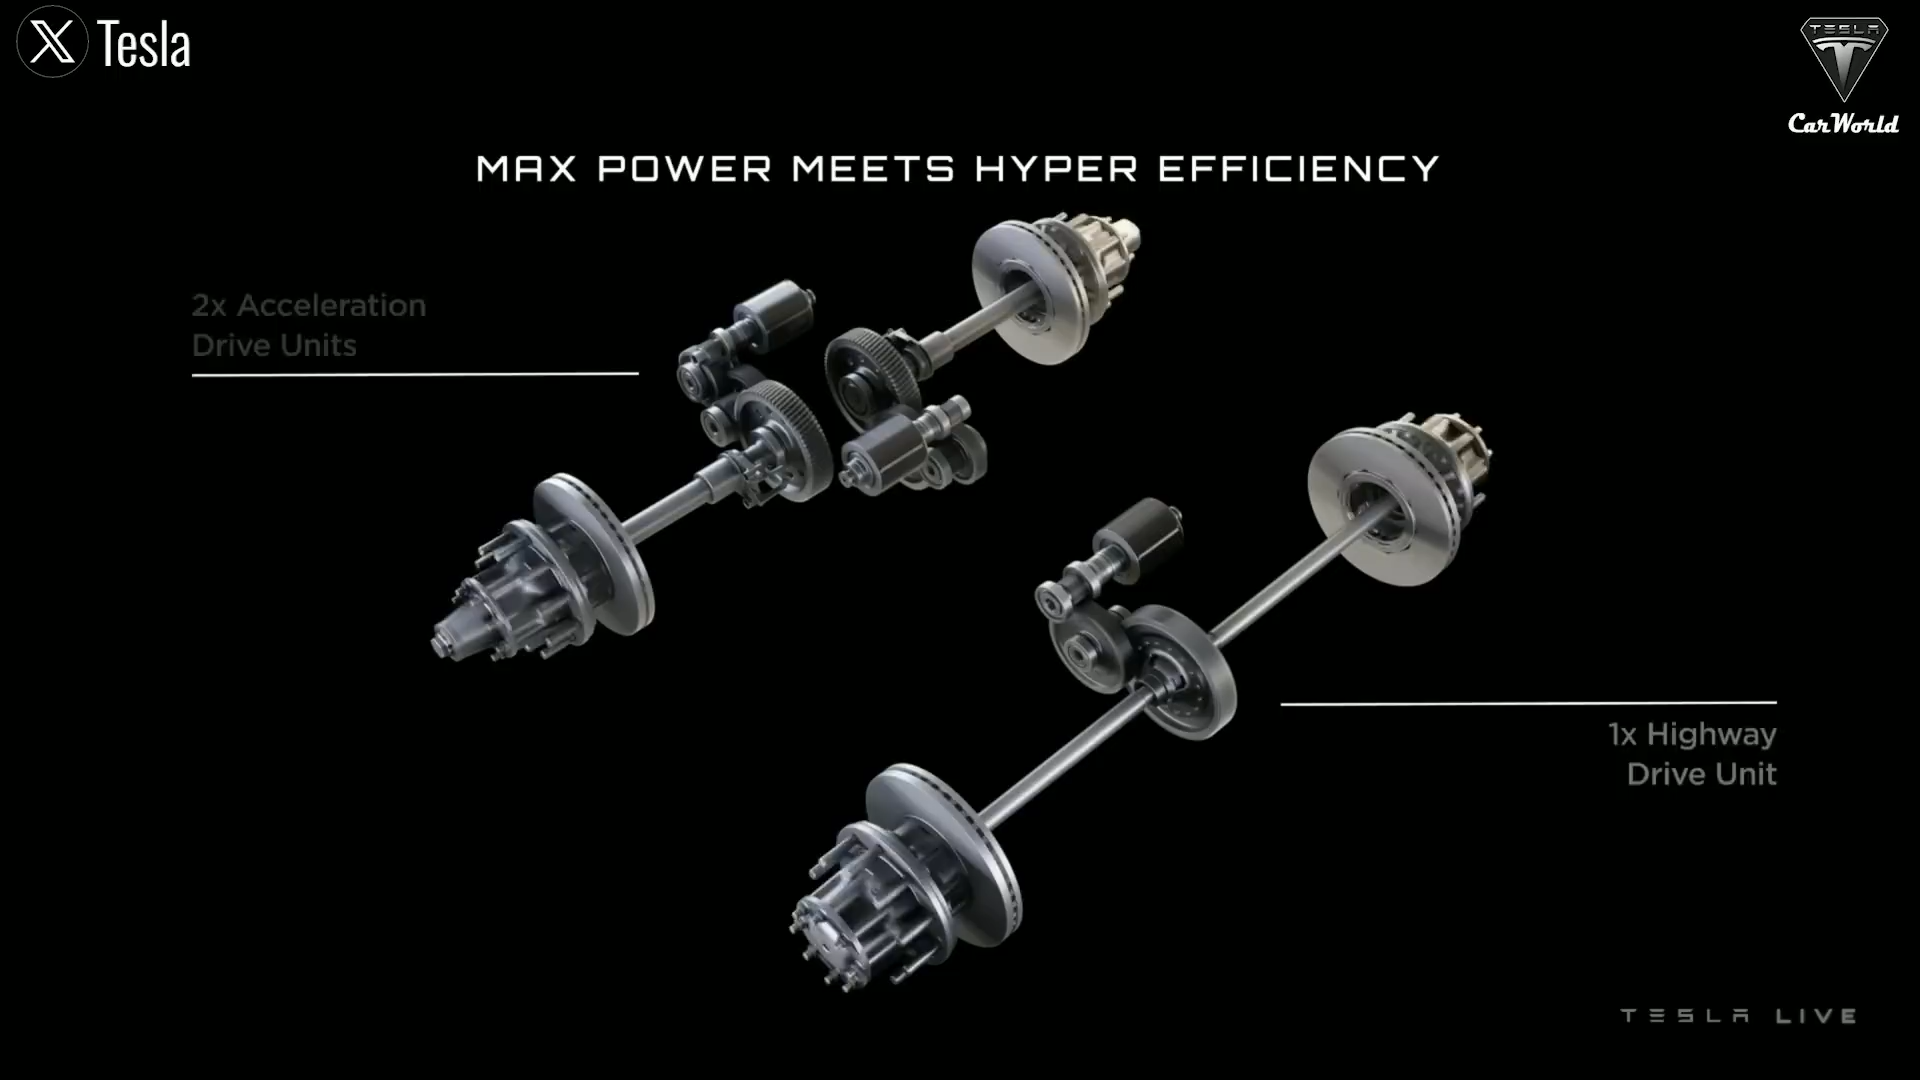 X Tesla
TESLA
CarWorld
MAX POWER MEETS HYPER EFFICIENCY
2x Acceleration
Drive Units
1x Highway
Drive Unit
TESLA LIVE